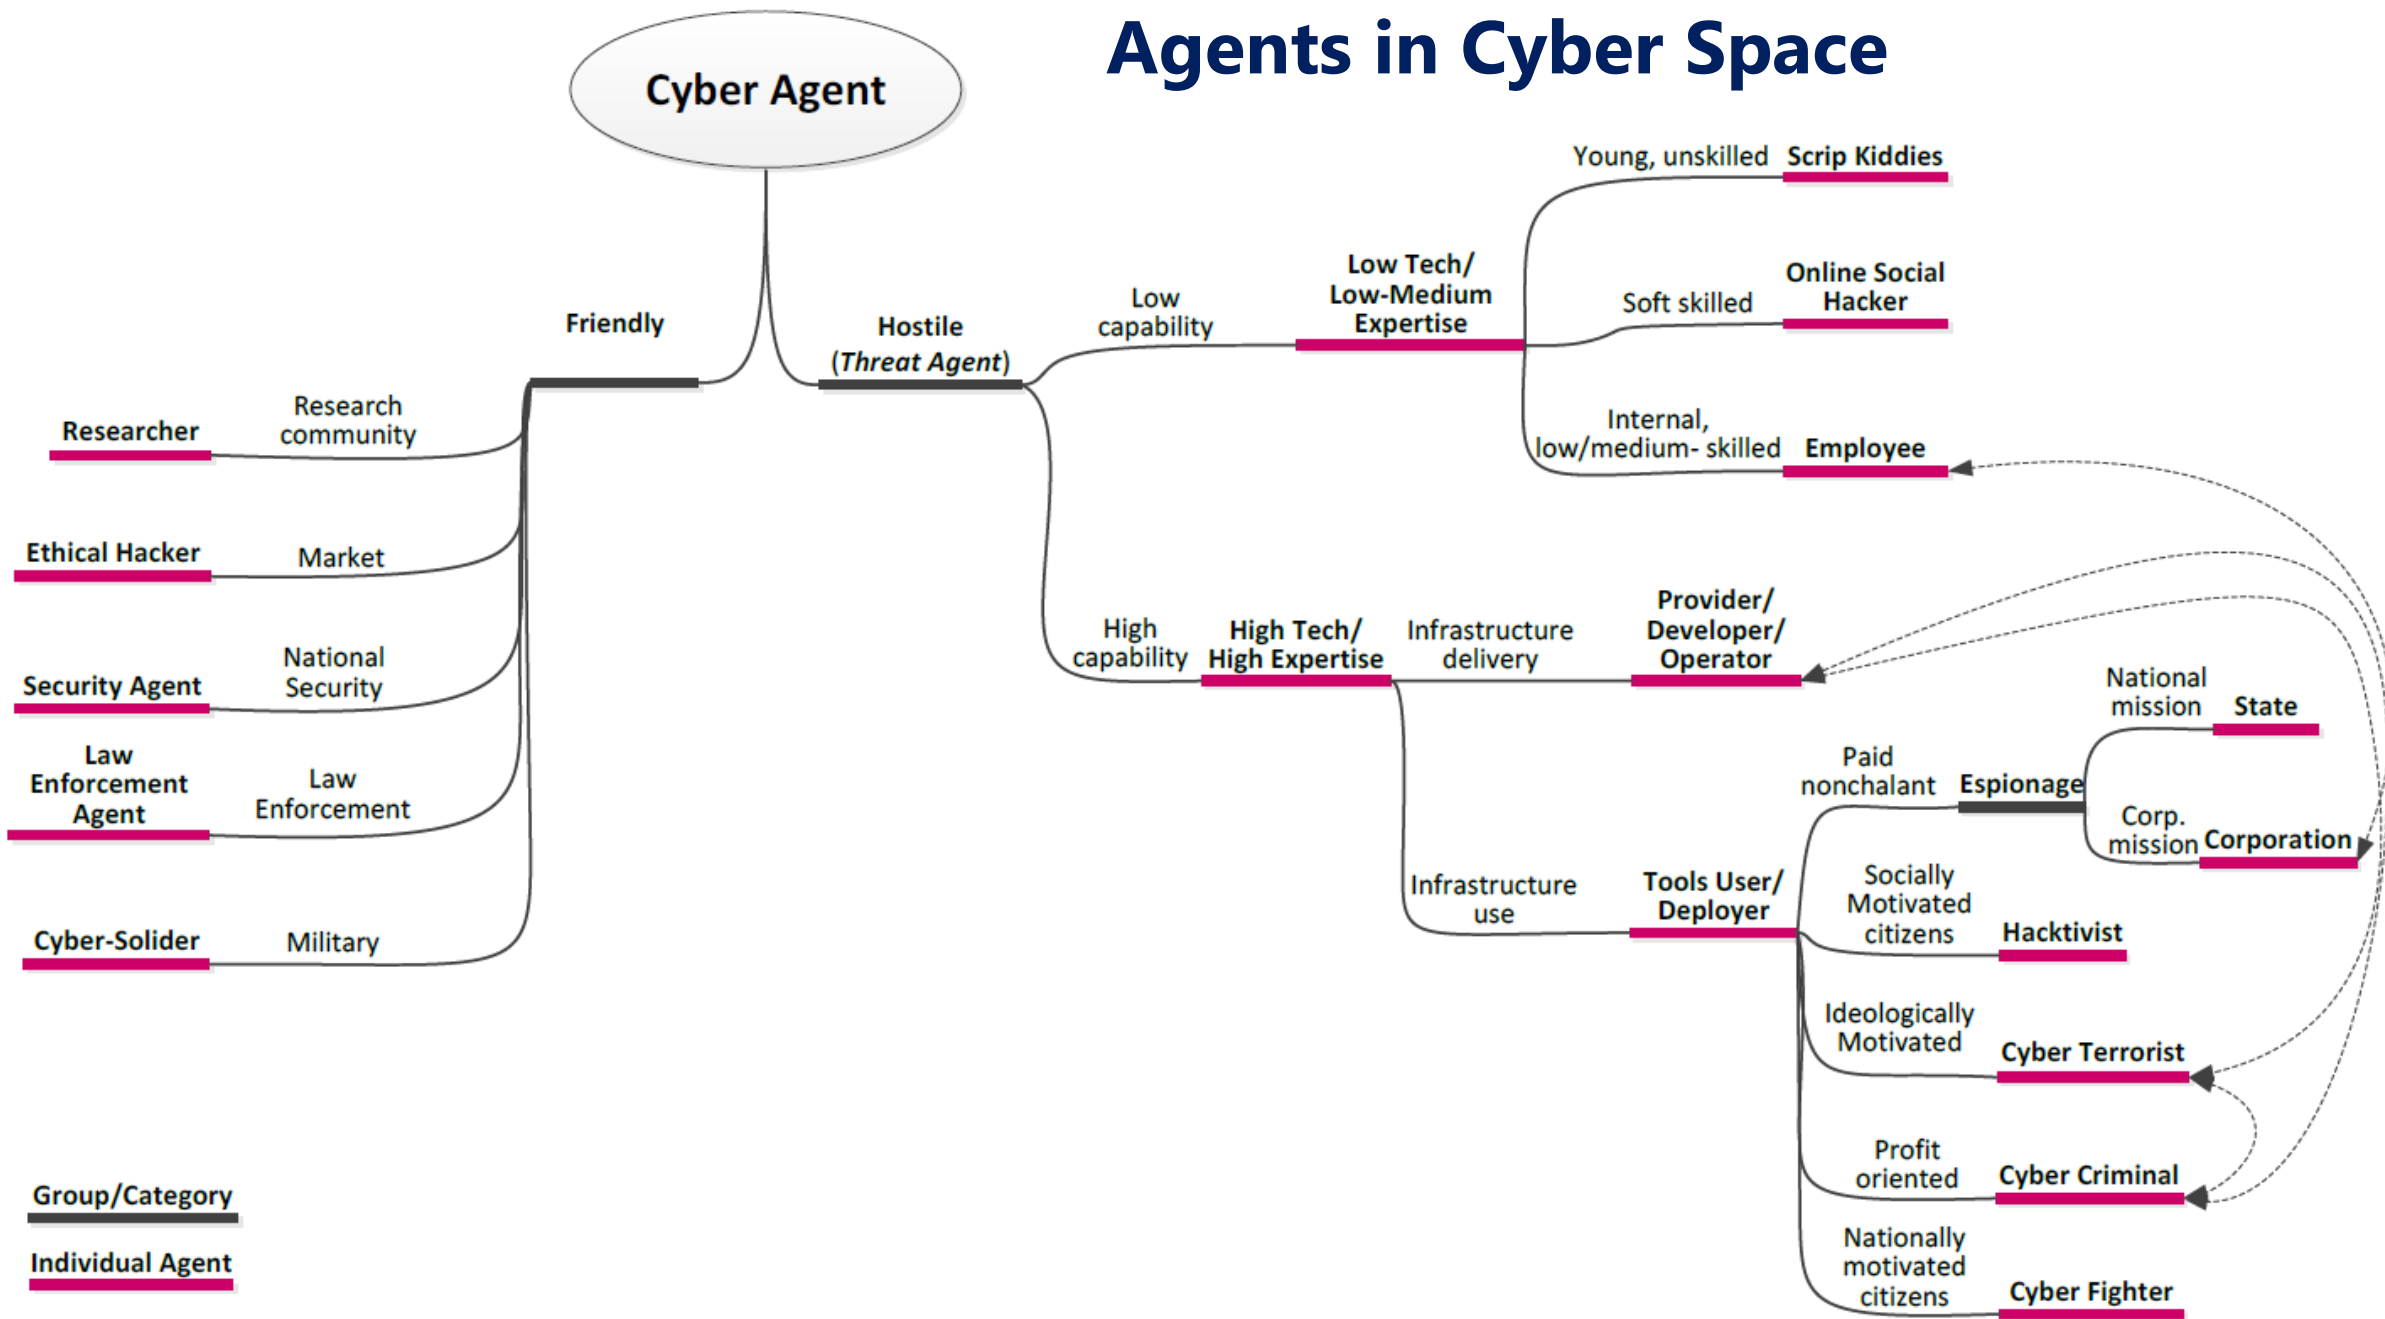 Agents in Cyber Space
Cyber Agent
Friendly
Hostile
(Threat Agent)
Research
community
Researcher
Market
Ethical Hacker
National
Security
Security Agent
Law
Enforcement
Law
Enforcement
Agent
Military
Cyber-Solider
Low
capability
Low Tech/
Low-Medium
Expertise
Young, unskilled
Scrip Kiddies
Soft skilled
Online Social
Hacker
Internal,
low/medium- skilled
Employee
High
capability
High Tech/
High Expertise
Infrastructure
delivery
Provider/
Developer/
Operator
Infrastructure
use
Tools User/
Deployer
Paid
nonchalant
Espionage
National
mission
State
Corp.
mission
Corporation
Socially
Motivated
citizens
Hacktivist
Ideologically
Motivated
Cyber Terrorist
Profit
oriented
Cyber Criminal
Nationally
motivated
citizens
Cyber Fighter
Group/Category
Individual Agent